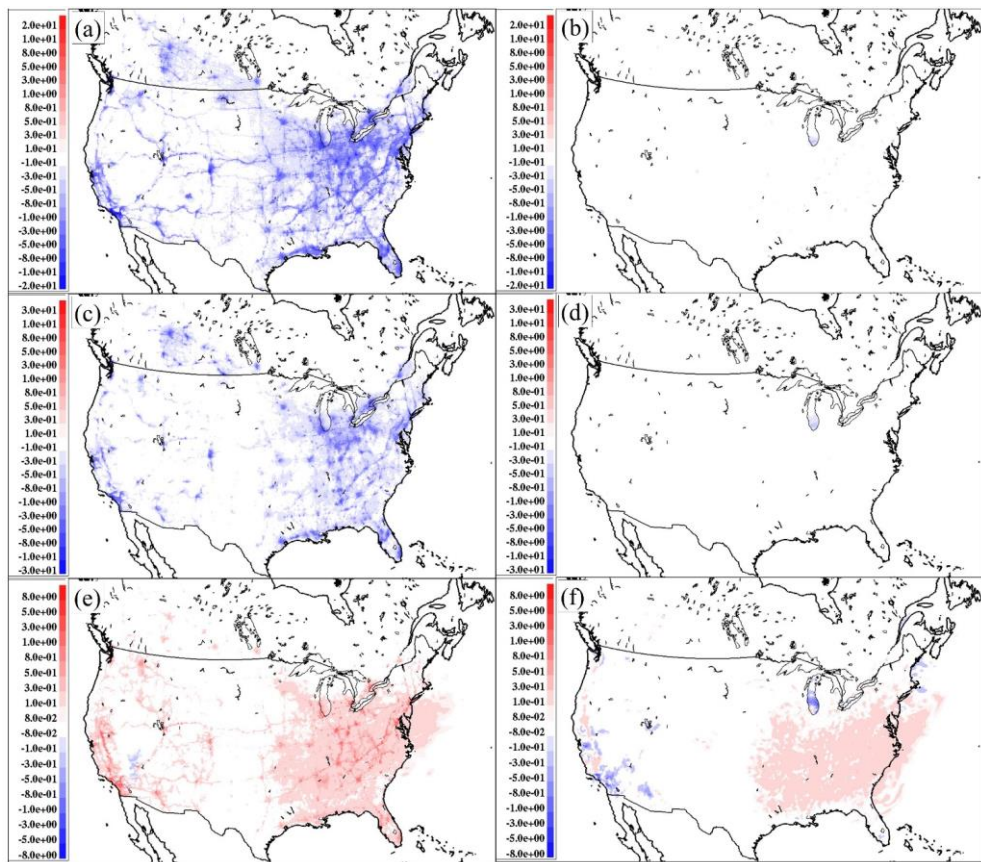 (a)
2.0e+01
1.0e+01
8.0e+00
5.0e+00
3.0e+00
1.0e+00
8.0e-01
5.0e-01
3.0e-01
1.0e-01
-1.0e-01
-3.0e-01
-5.0e-01
-8.0e-01
-1.0e+00
-3.0e+00
-5.0e+00
-8.0e+00
-1.0e+01
-2.0e+01
(b)
2.0e+01
1.0e+01
8.0e+00
5.0e+00
3.0e+00
1.0e+00
8.0e-01
5.0e-01
3.0e-01
1.0e-01
-1.0e-01
-3.0e-01
-5.0e-01
-8.0e-01
-1.0e+00
-3.0e+00
-5.0e+00
-8.0e+00
-1.0e+01
-2.0e+01
(c)
3.0e+01
1.0e+01
8.0e+00
5.0e+00
3.0e+00
1.0e+00
8.0e-01
5.0e-01
3.0e-01
1.0e-01
-1.0e-01
-3.0e-01
-5.0e-01
-8.0e-01
-1.0e+00
-3.0e+00
-5.0e+00
-8.0e+00
-1.0e+01
-3.0e+01
(d)
3.0e+01
1.0e+01
8.0e+00
5.0e+00
3.0e+00
1.0e+00
8.0e-01
5.0e-01
3.0e-01
1.0e-01
-1.0e-01
-3.0e-01
-5.0e-01
-8.0e-01
-1.0e+00
-3.0e+00
-5.0e+00
-8.0e+00
-1.0e+01
-3.0e+01
(e)
8.0e+00
5.0e+00
3.0e+00
1.0e+00
8.0e-01
5.0e-01
3.0e-01
1.0e-01
8.0e-02
-8.0e-02
-1.0e-01
-3.0e-01
-5.0e-01
-8.0e-01
-1.0e+00
-3.0e+00
-5.0e+00
-8.0e+00
(f)
8.0e+00
5.0e+00
3.0e+00
1.0e+00
8.0e-01
5.0e-01
3.0e-01
1.0e-01
8.0e-02
-8.0e-02
-1.0e-01
-3.0e-01
-5.0e-01
-8.0e-01
-1.0e+00
-3.0e+00
-5.0e+00
-8.0e+00